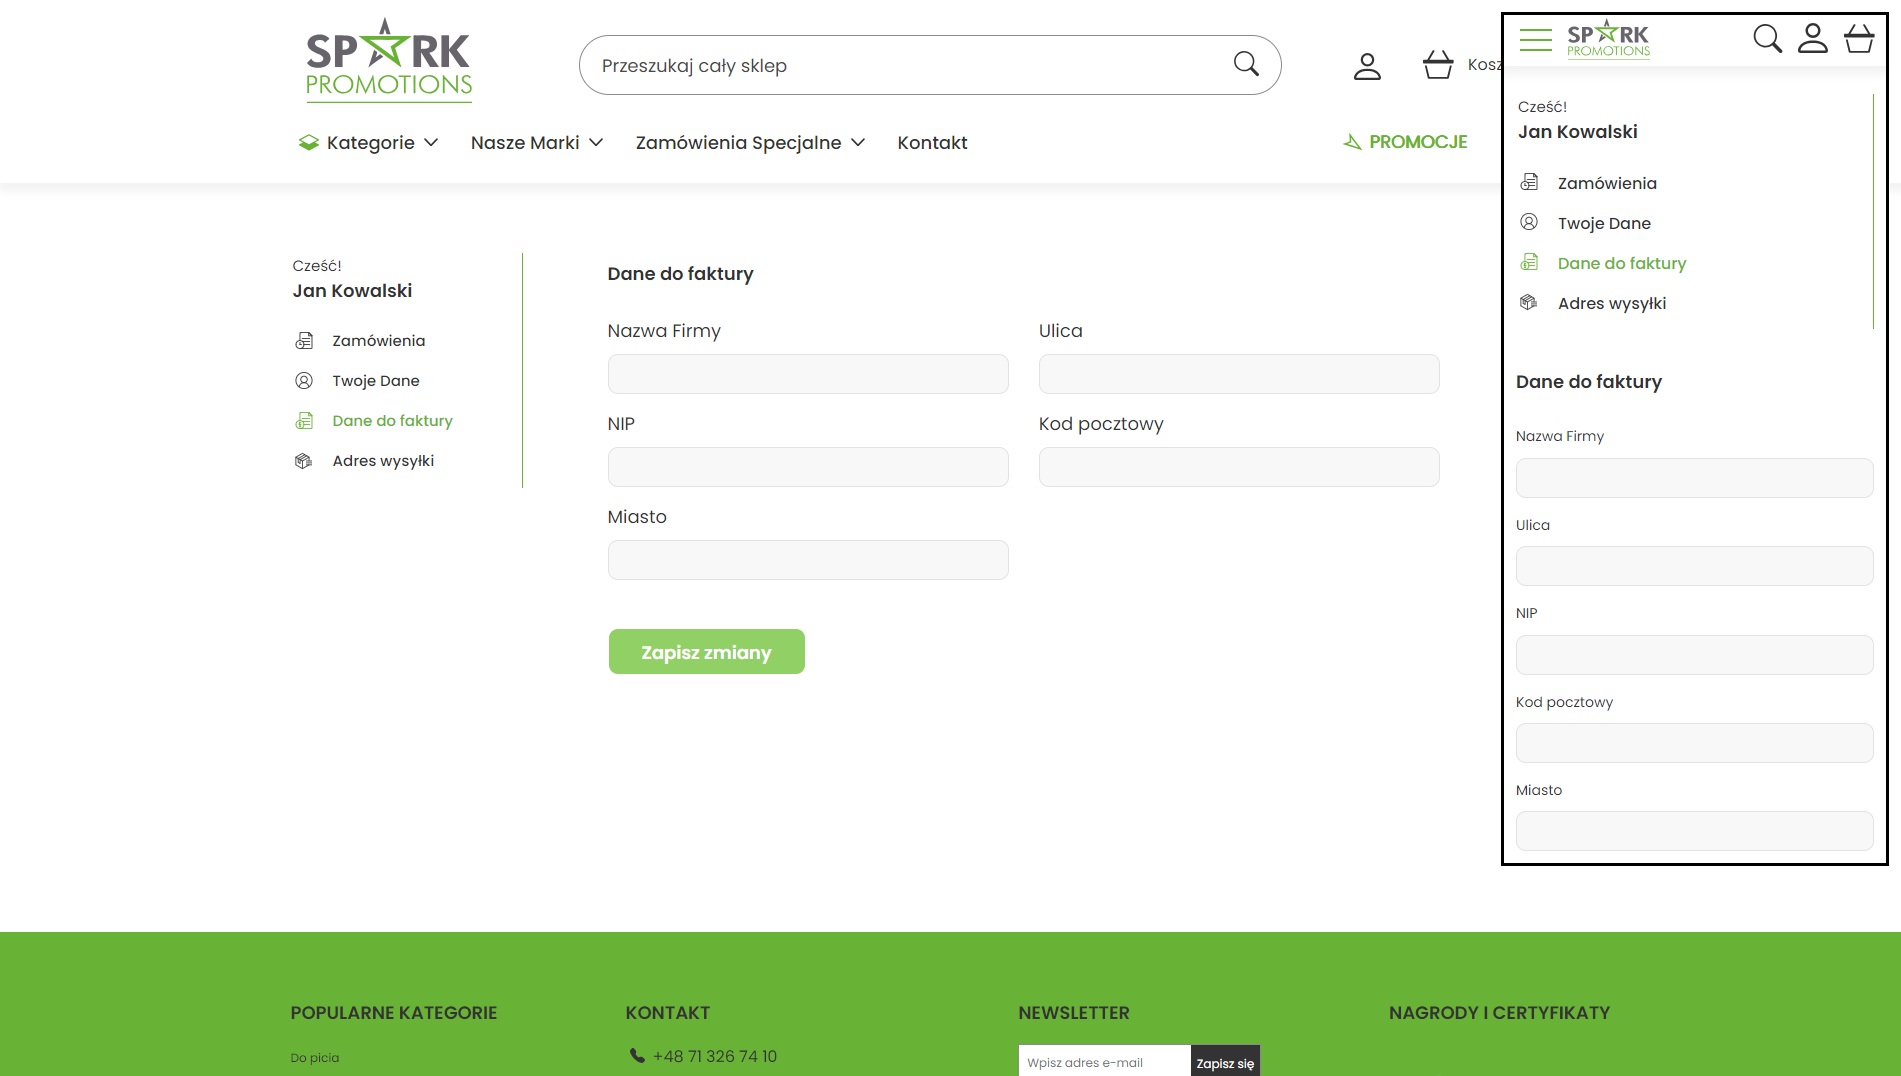 SPARK
PROMOTIONS
Przeszukaj cały sklep
Kategorie
Nasze Marki
Zamówienia Specjalne
Kontakt
PROMOCJE
Cześć!
Jan Kowalski
Zamówienia
Twoje Dane
Dane do faktury
Adres wysyłki
Dane do faktury
Nazwa Firmy
Ulica
NIP
Kod pocztowy
Miasto
Zapisz zmiany
SPARK
PROMOTIONS
Cześć!
Jan Kowalski
Zamówienia
Twoje Dane
Dane do faktury
Adres wysyłki
Dane do faktury
Nazwa Firmy
Ulica
NIP
Kod pocztowy
Miasto
POPULARNE KATEGORIE
Do picia
KONTAKT
+48 71 326 74 10
NEWSLETTER
Wpisz adres e-mail
Zapisz się
NAGRODY I CERTYFIKATY